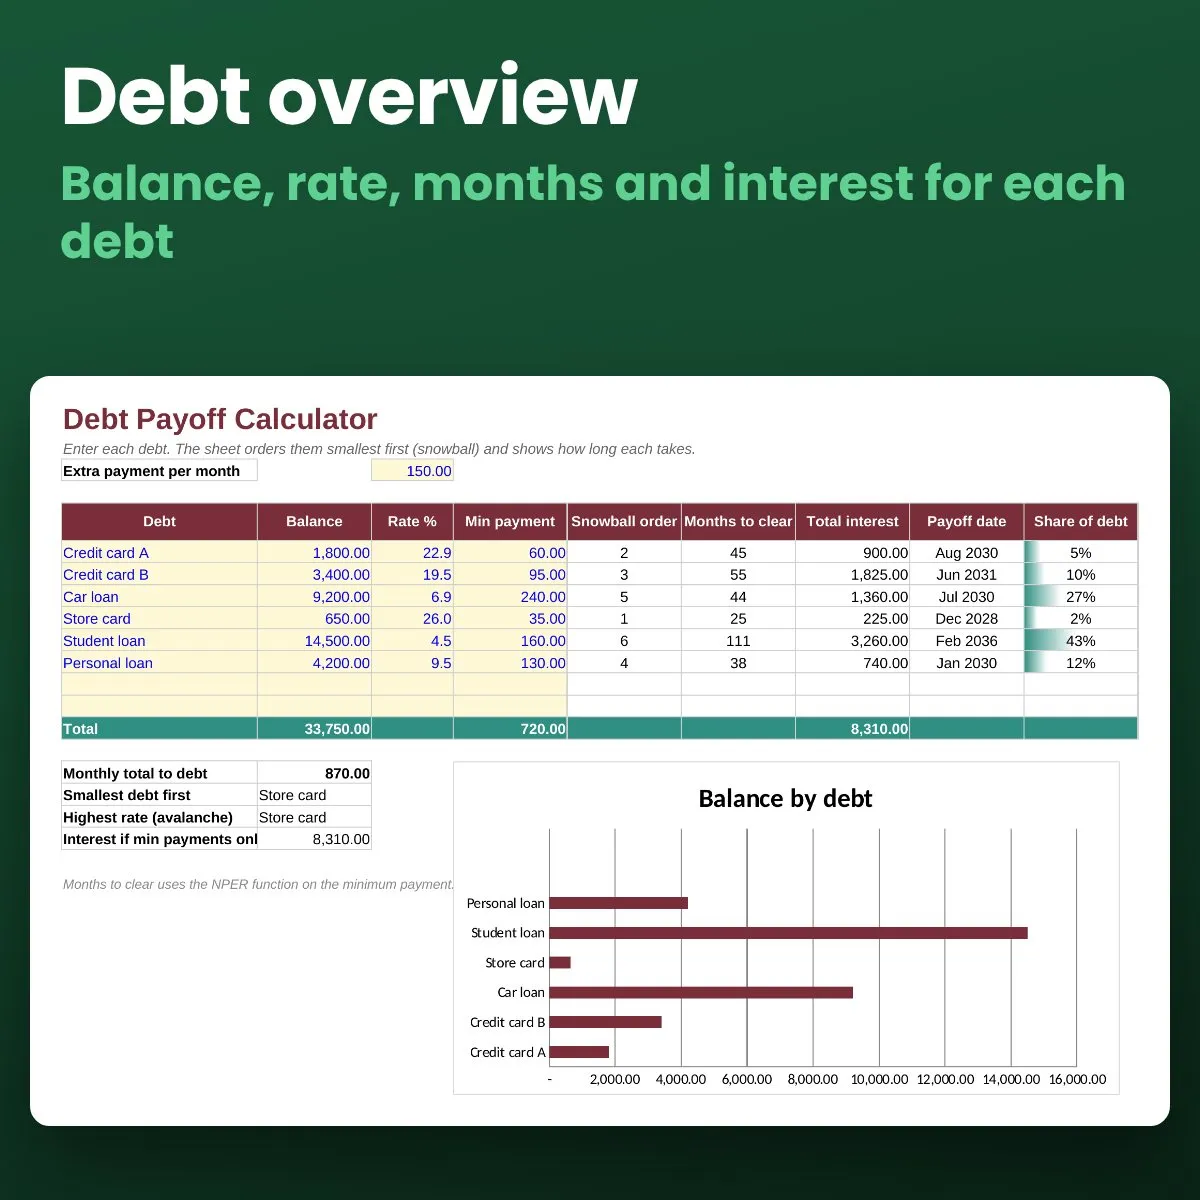 Debt overview
Balance, rate, months and interest for each
debt
Debt Payoff Calculator
Enter each debt. The sheet orders them smallest first (snowball) and shows how long each takes.
Extra payment per month 150.00
Debt Balance Rate % Min payment Snowball order Months to clear Total interest Payoff date Share of debt
Credit card A 1,800.00 22.9 60.00 2 45 900.00 Aug 2030 5%
Credit card B 3,400.00 19.5 95.00 3 55 1,825.00 Jun 2031 10%
Car loan 9,200.00 6.9 240.00 5 44 1,360.00 Jul 2030 27%
Store card 650.00 26.0 35.00 1 25 225.00 Dec 2028 2%
Student loan 14,500.00 4.5 160.00 6 111 3,260.00 Feb 2036 43%
Personal loan 4,200.00 9.5 130.00 4 38 740.00 Jan 2030 12%
Total 33,750.00 720.00 8,310.00
Monthly total to debt 870.00
Smallest debt first Store card
Highest rate (avalanche) Store card
Interest if min payments onl 8,310.00
Months to clear uses the NPER function on the minimum payment.
Balance by debt
Personal loan
Student loan
Store card
Car loan
Credit card B
Credit card A
- 2,000.00 4,000.00 6,000.00 8,000.00 10,000.00 12,000.00 14,000.00 16,000.00